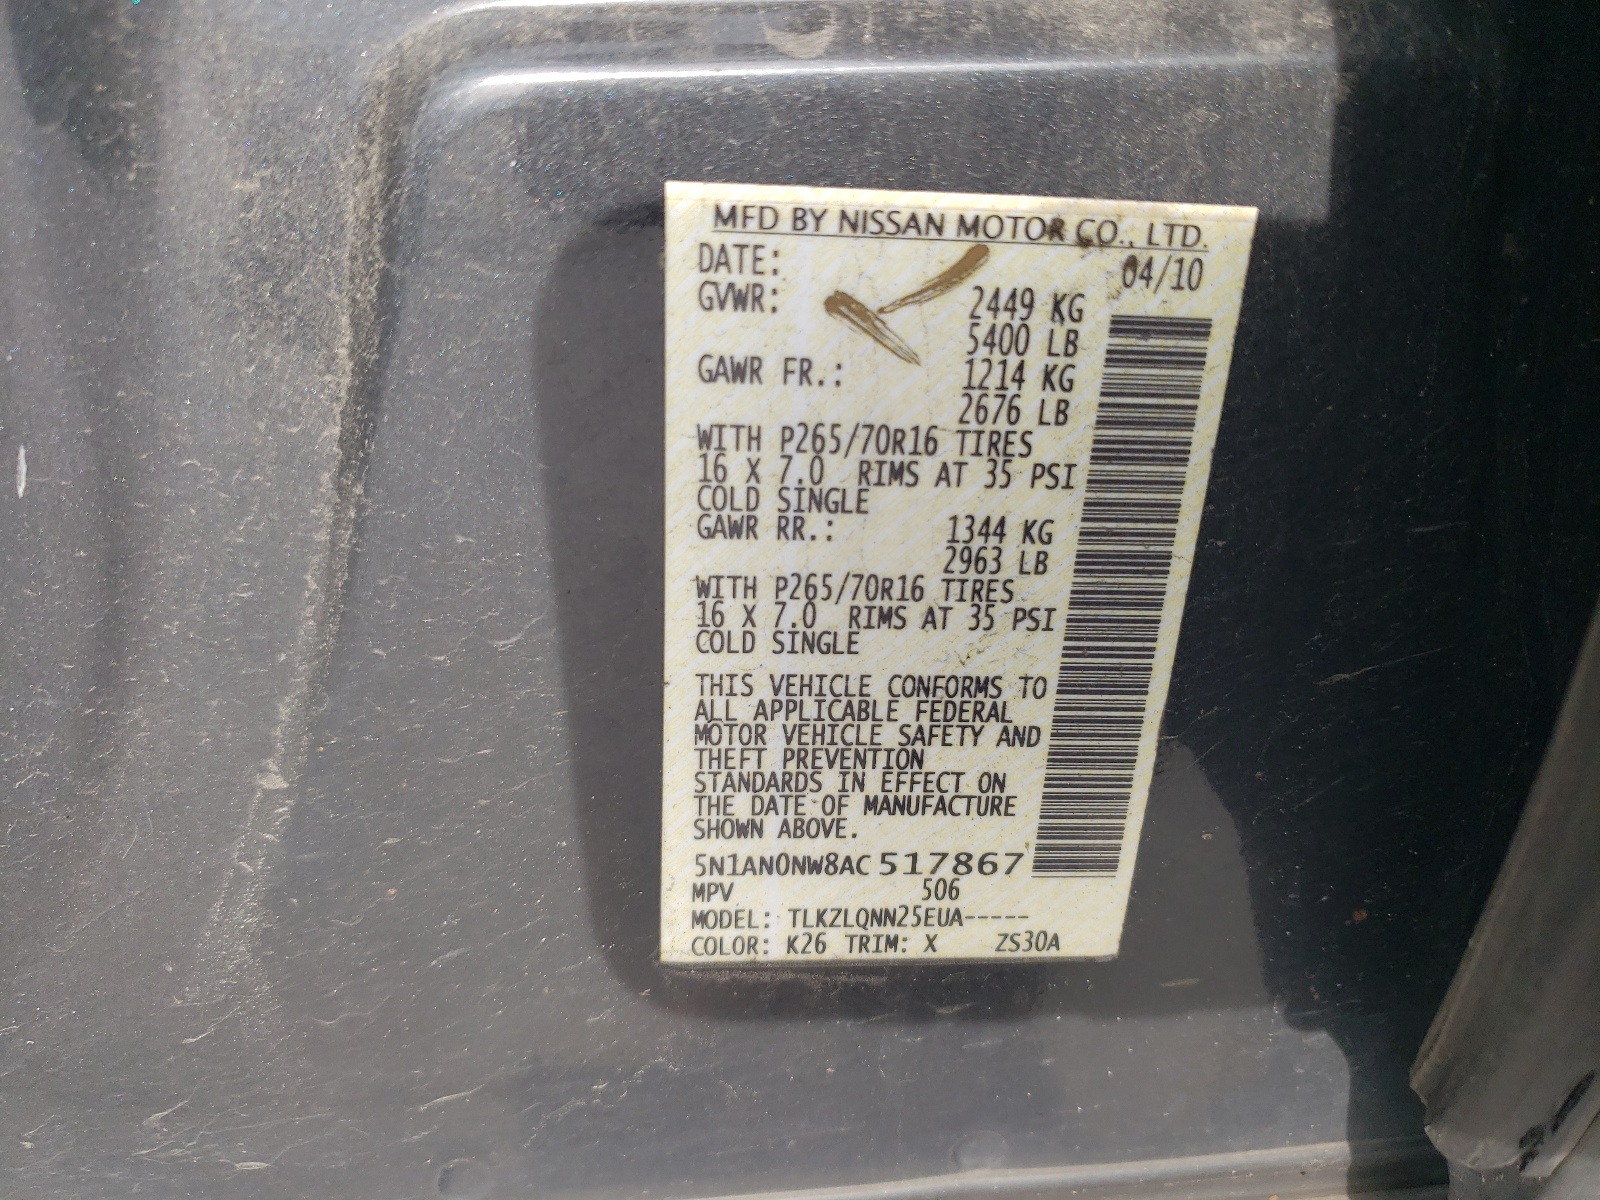 MFD BY NISSAN MOTOR CO., LTD.
DATE: 04/10
GVWR: 2449 KG
5400 LB
GAWR FR.: 1214 KG
2676 LB
WITH P265/70R16 TIRES
16 X 7.0 RIMS AT 35 PSI
COLD SINGLE
GAWR RR.: 1344 KG
2963 LB
WITH P265/70R16 TIRES
16 X 7.0 RIMS AT 35 PSI
COLD SINGLE
THIS VEHICLE CONFORMS TO
ALL APPLICABLE FEDERAL
MOTOR VEHICLE SAFETY AND
THEFT PREVENTION
STANDARDS IN EFFECT ON
THE DATE OF MANUFACTURE
SHOWN ABOVE.
5N1AN0NW8AC517867
MPV 506
MODEL: TLKZLQNN25EUA-----
COLOR: K26 TRIM: X ZS30A